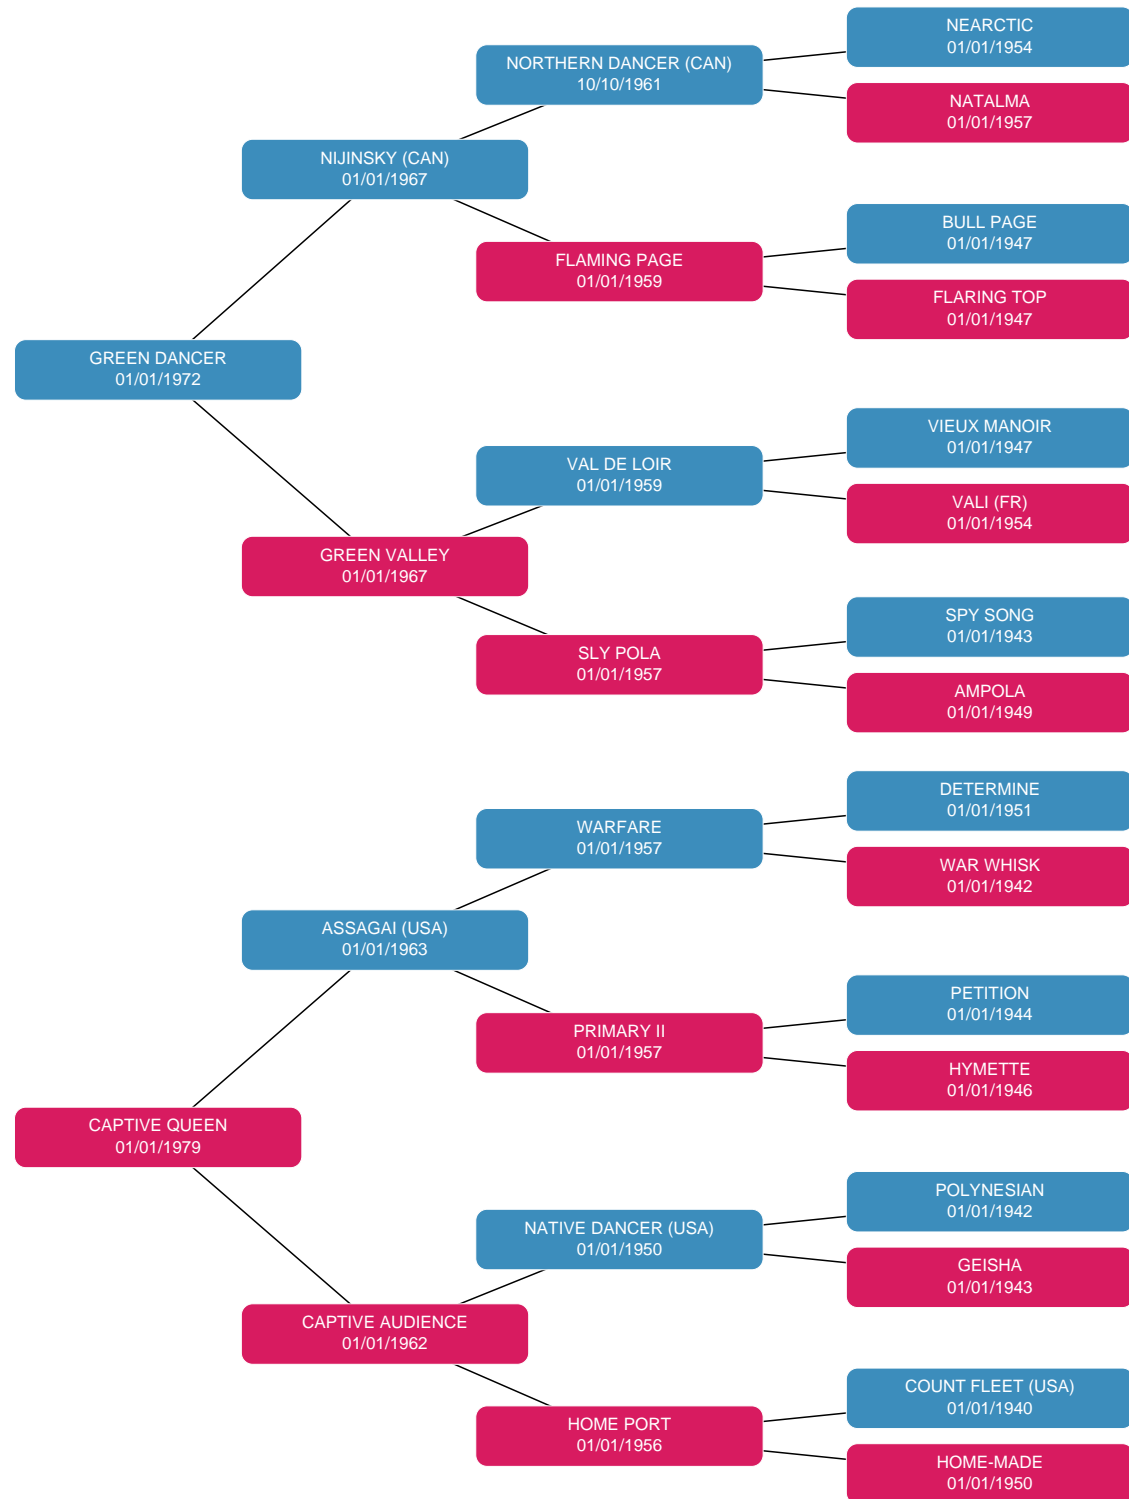 NEARCTIC
01/01/1954
NORTHERN DANCER (CAN)
10/10/1961
NATALMA
01/01/1957
NIJINSKY (CAN)
01/01/1967
BULL PAGE
01/01/1947
FLAMING PAGE
01/01/1959
FLARING TOP
01/01/1947
GREEN DANCER
01/01/1972
VIEUX MANOIR
01/01/1947
VAL DE LOIR
01/01/1959
VALI (FR)
01/01/1954
GREEN VALLEY
01/01/1967
SPY SONG
01/01/1943
SLY POLA
01/01/1957
AMPOLA
01/01/1949
DETERMINE
01/01/1951
WARFARE
01/01/1957
WAR WHISK
01/01/1942
ASSAGAI (USA)
01/01/1963
PETITION
01/01/1944
PRIMARY II
01/01/1957
HYMETTE
01/01/1946
CAPTIVE QUEEN
01/01/1979
POLYNESIAN
01/01/1942
NATIVE DANCER (USA)
01/01/1950
GEISHA
01/01/1943
CAPTIVE AUDIENCE
01/01/1962
COUNT FLEET (USA)
01/01/1940
HOME PORT
01/01/1956
HOME-MADE
01/01/1950